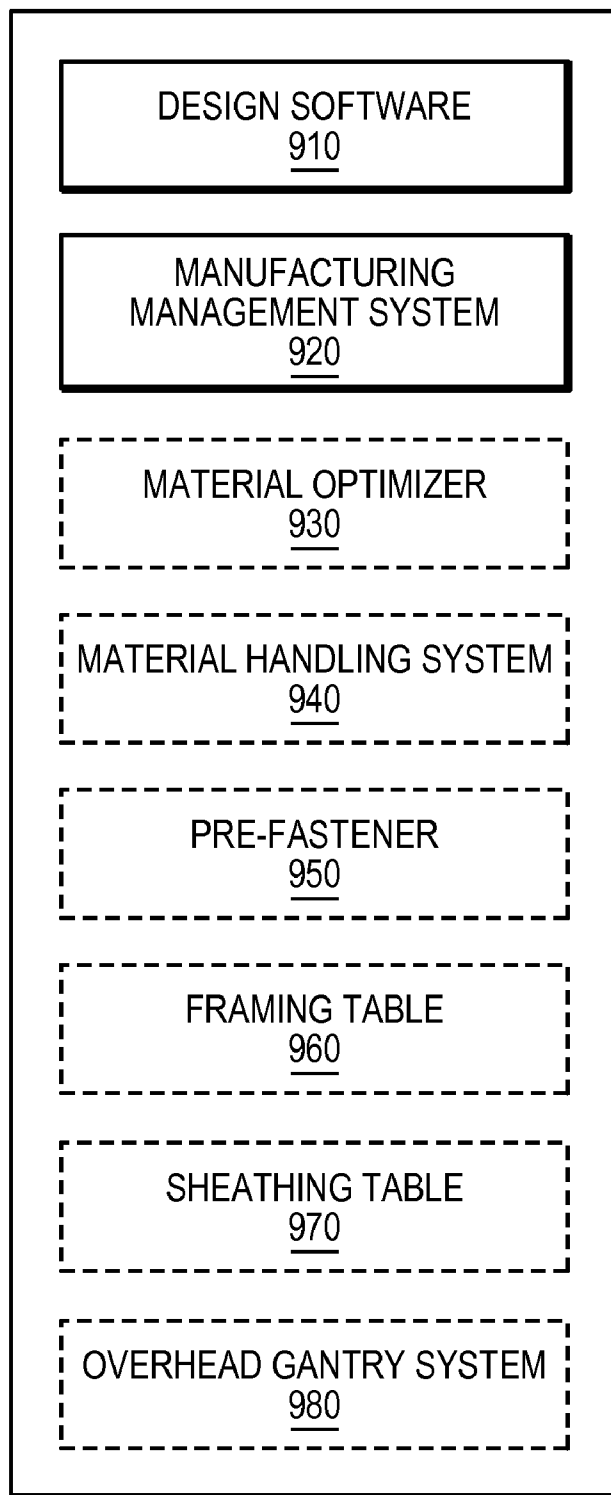 DESIGN SOFTWARE
910
MANUFACTURING
MANAGEMENT SYSTEM
920
MATERIAL OPTIMIZER
930
MATERIAL HANDLING SYSTEM
940
PRE-FASTENER
950
FRAMING TABLE
960
SHEATHING TABLE
970
OVERHEAD GANTRY SYSTEM
980